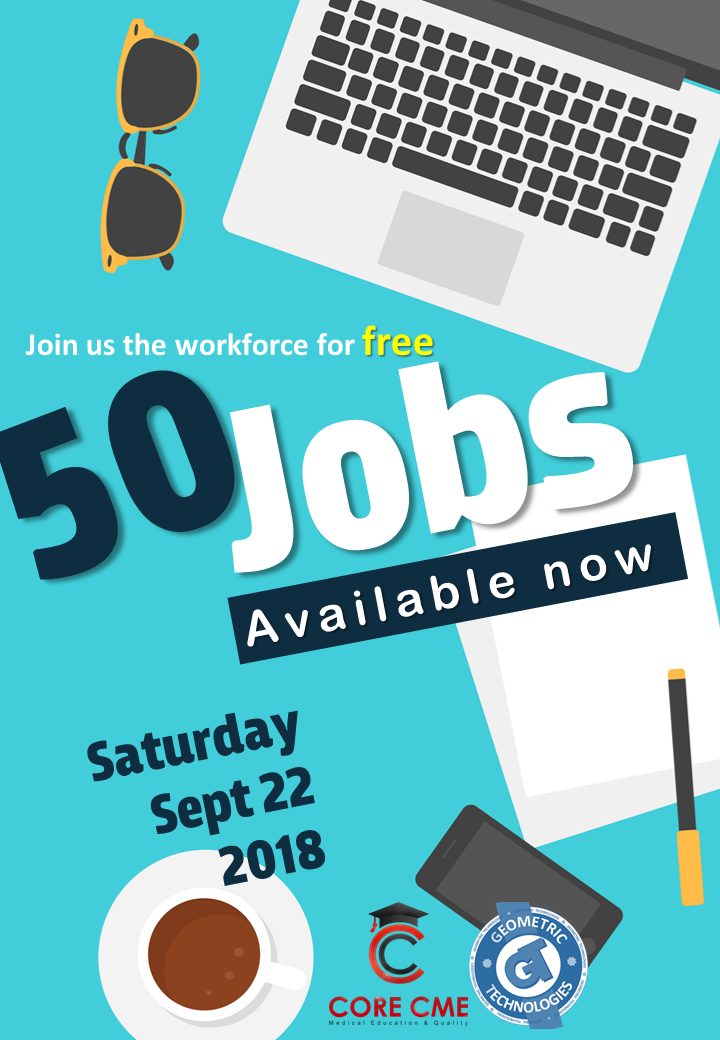 Join us the workforce for free
50 Jobs
Available now
Saturday
Sept 22
2018
CORE CME
Medical Education & Quality
GEOMETRIC
GT
TECHNOLOGIES